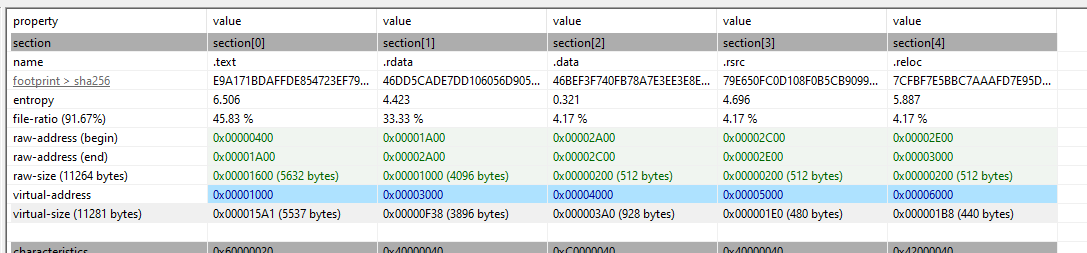 property value value value value value
section section[0] section[1] section[2] section[3] section[4]
name .text .rdata .data .rsrc .reloc
footprint > sha256 E9A171BDAFFDE854723EF79... 46DD5CADE7DD106056D905... 46BEF3F740FB78A7E3EE3E8E... 79E650FC0D108F0B5CB9099... 7CFBF7E5BBC7AAAFD7E95D...
entropy 6.506 4.423 0.321 4.696 5.887
file-ratio (91.67%) 45.83 % 33.33 % 4.17 % 4.17 % 4.17 %
raw-address (begin) 0x00000400 0x00001A00 0x00002A00 0x00002C00 0x00002E00
raw-address (end) 0x00001A00 0x00002A00 0x00002C00 0x00002E00 0x00003000
raw-size (11264 bytes) 0x00001600 (5632 bytes) 0x00001000 (4096 bytes) 0x00000200 (512 bytes) 0x00000200 (512 bytes) 0x00000200 (512 bytes)
virtual-address 0x00001000 0x00003000 0x00004000 0x00005000 0x00006000
virtual-size (11281 bytes) 0x000015A1 (5537 bytes) 0x00000F38 (3896 bytes) 0x000003A0 (928 bytes) 0x000001E0 (480 bytes) 0x000001B8 (440 bytes)
characteristics 0x60000020 0x40000040 0xC0000040 0x40000040 0x42000040